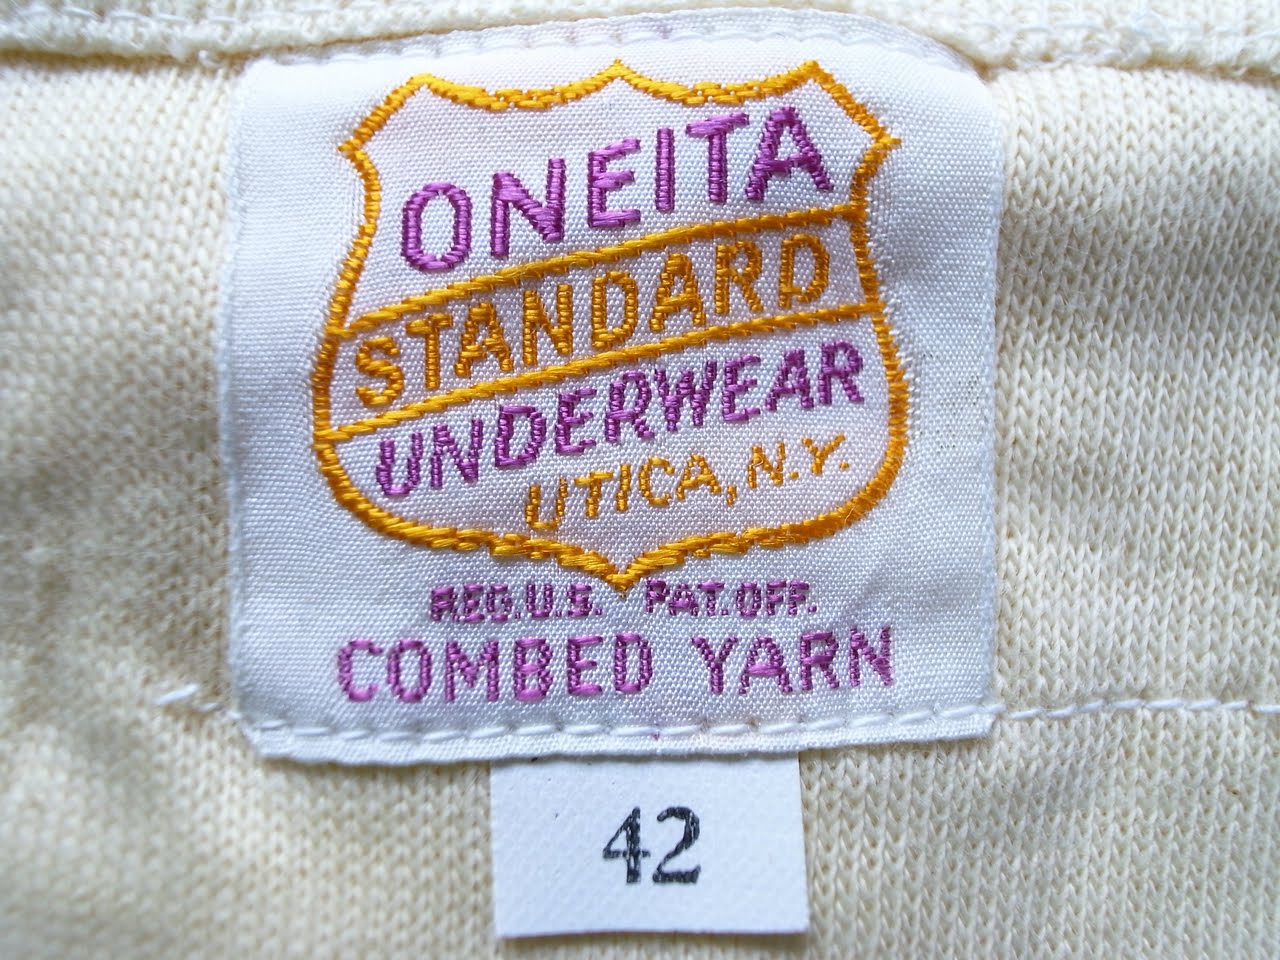 ONEITA
STANDARD
UNDERWEAR
UTICA, N.Y.
REG. U.S. PAT. OFF.
COMBED YARN
42